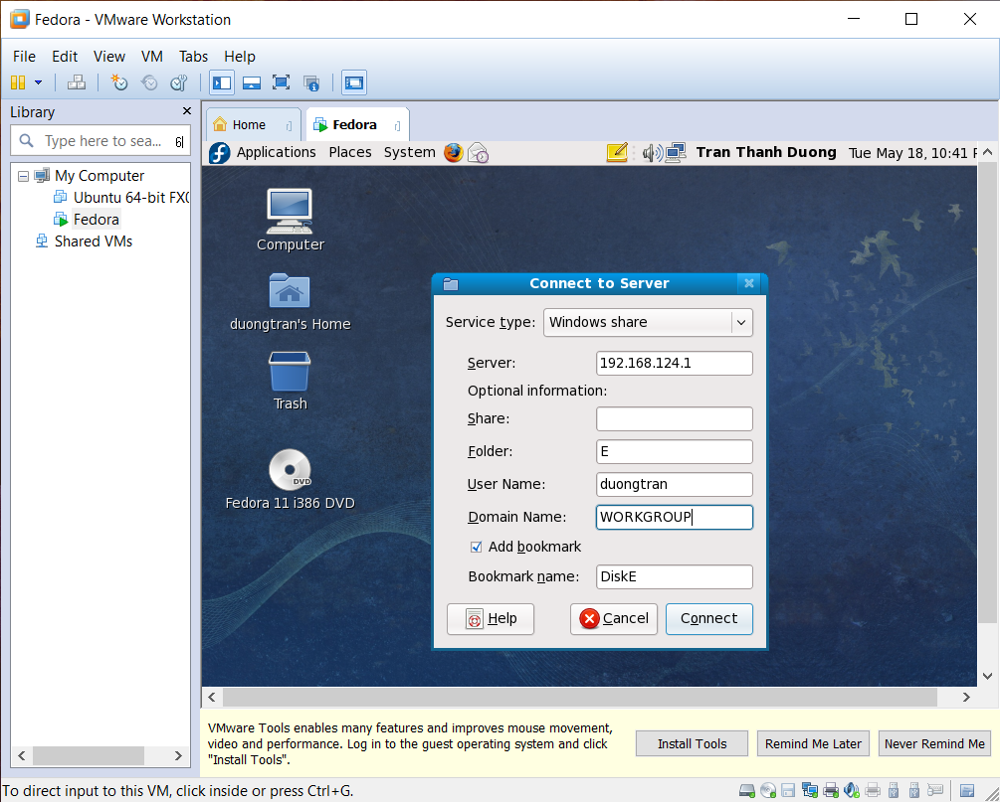 Fedora - VMware Workstation
File Edit View VM Tabs Help
Library
Type here to sea...
My Computer
Ubuntu 64-bit FX
Fedora
Shared VMs
Home
Fedora
Applications Places System
Tran Thanh Duong Tue May 18, 10:41
Computer
duongtran's Home
Trash
DVD
Fedora 11 i386 DVD
Connect to Server
Service type: Windows share
Server: 192.168.124.1
Optional information:
Share:
Folder: E
User Name: duongtran
Domain Name: WORKGROUP
Add bookmark
Bookmark name: DiskE
Help Cancel Connect
VMware Tools enables many features and improves mouse movement,
video and performance. Log in to the guest operating system and click
"Install Tools".
Install Tools Remind Me Later Never Remind Me
To direct input to this VM, click inside or press Ctrl+G.